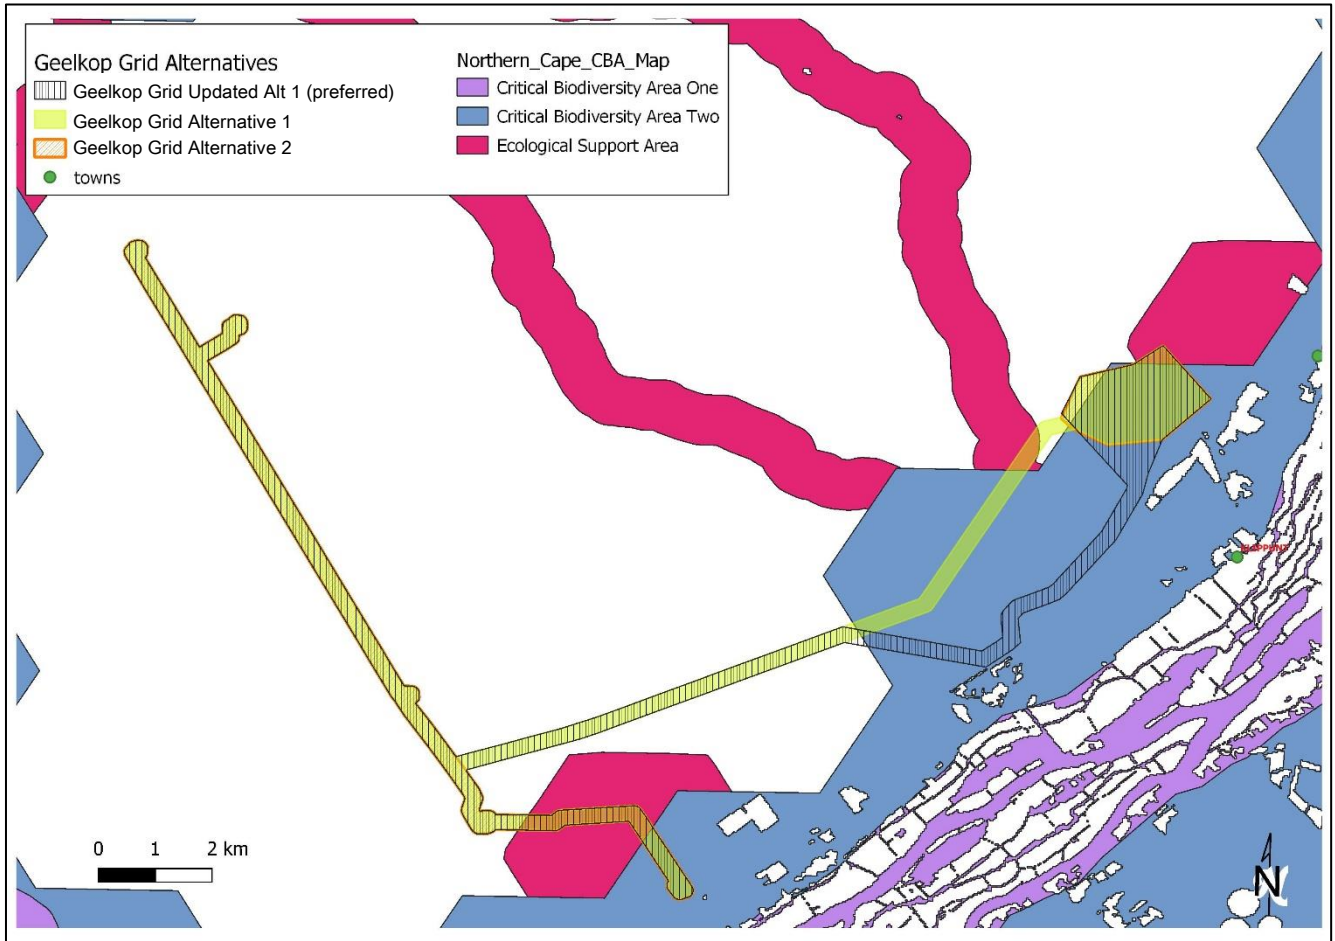 Geelkop Grid Alternatives
Geelkop Grid Updated Alt 1 (preferred)
Geelkop Grid Alternative 1
Geelkop Grid Alternative 2
towns
Northern_Cape_CBA_Map
Critical Biodiversity Area One
Critical Biodiversity Area Two
Ecological Support Area
0 1 2 km
N